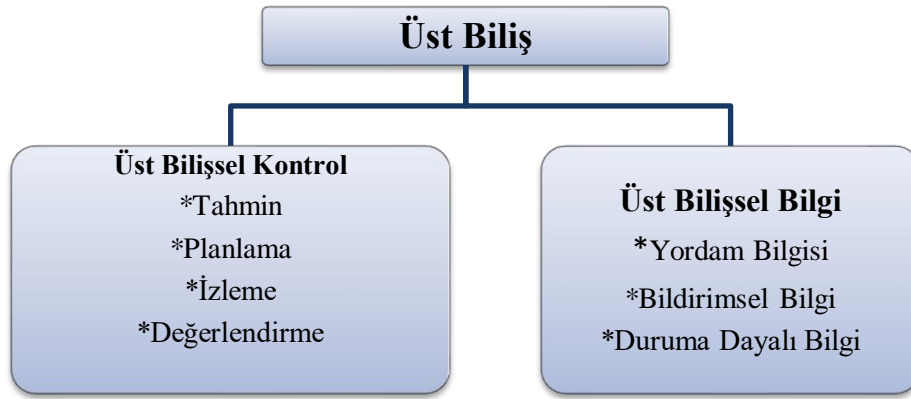 Üst Biliş
Üst Bilişsel Kontrol
*Tahmin
*Planlama
*İzleme
*Değerlendirme
Üst Bilişsel Bilgi
*Yordam Bilgisi
*Bildirimsel Bilgi
*Duruma Dayalı Bilgi